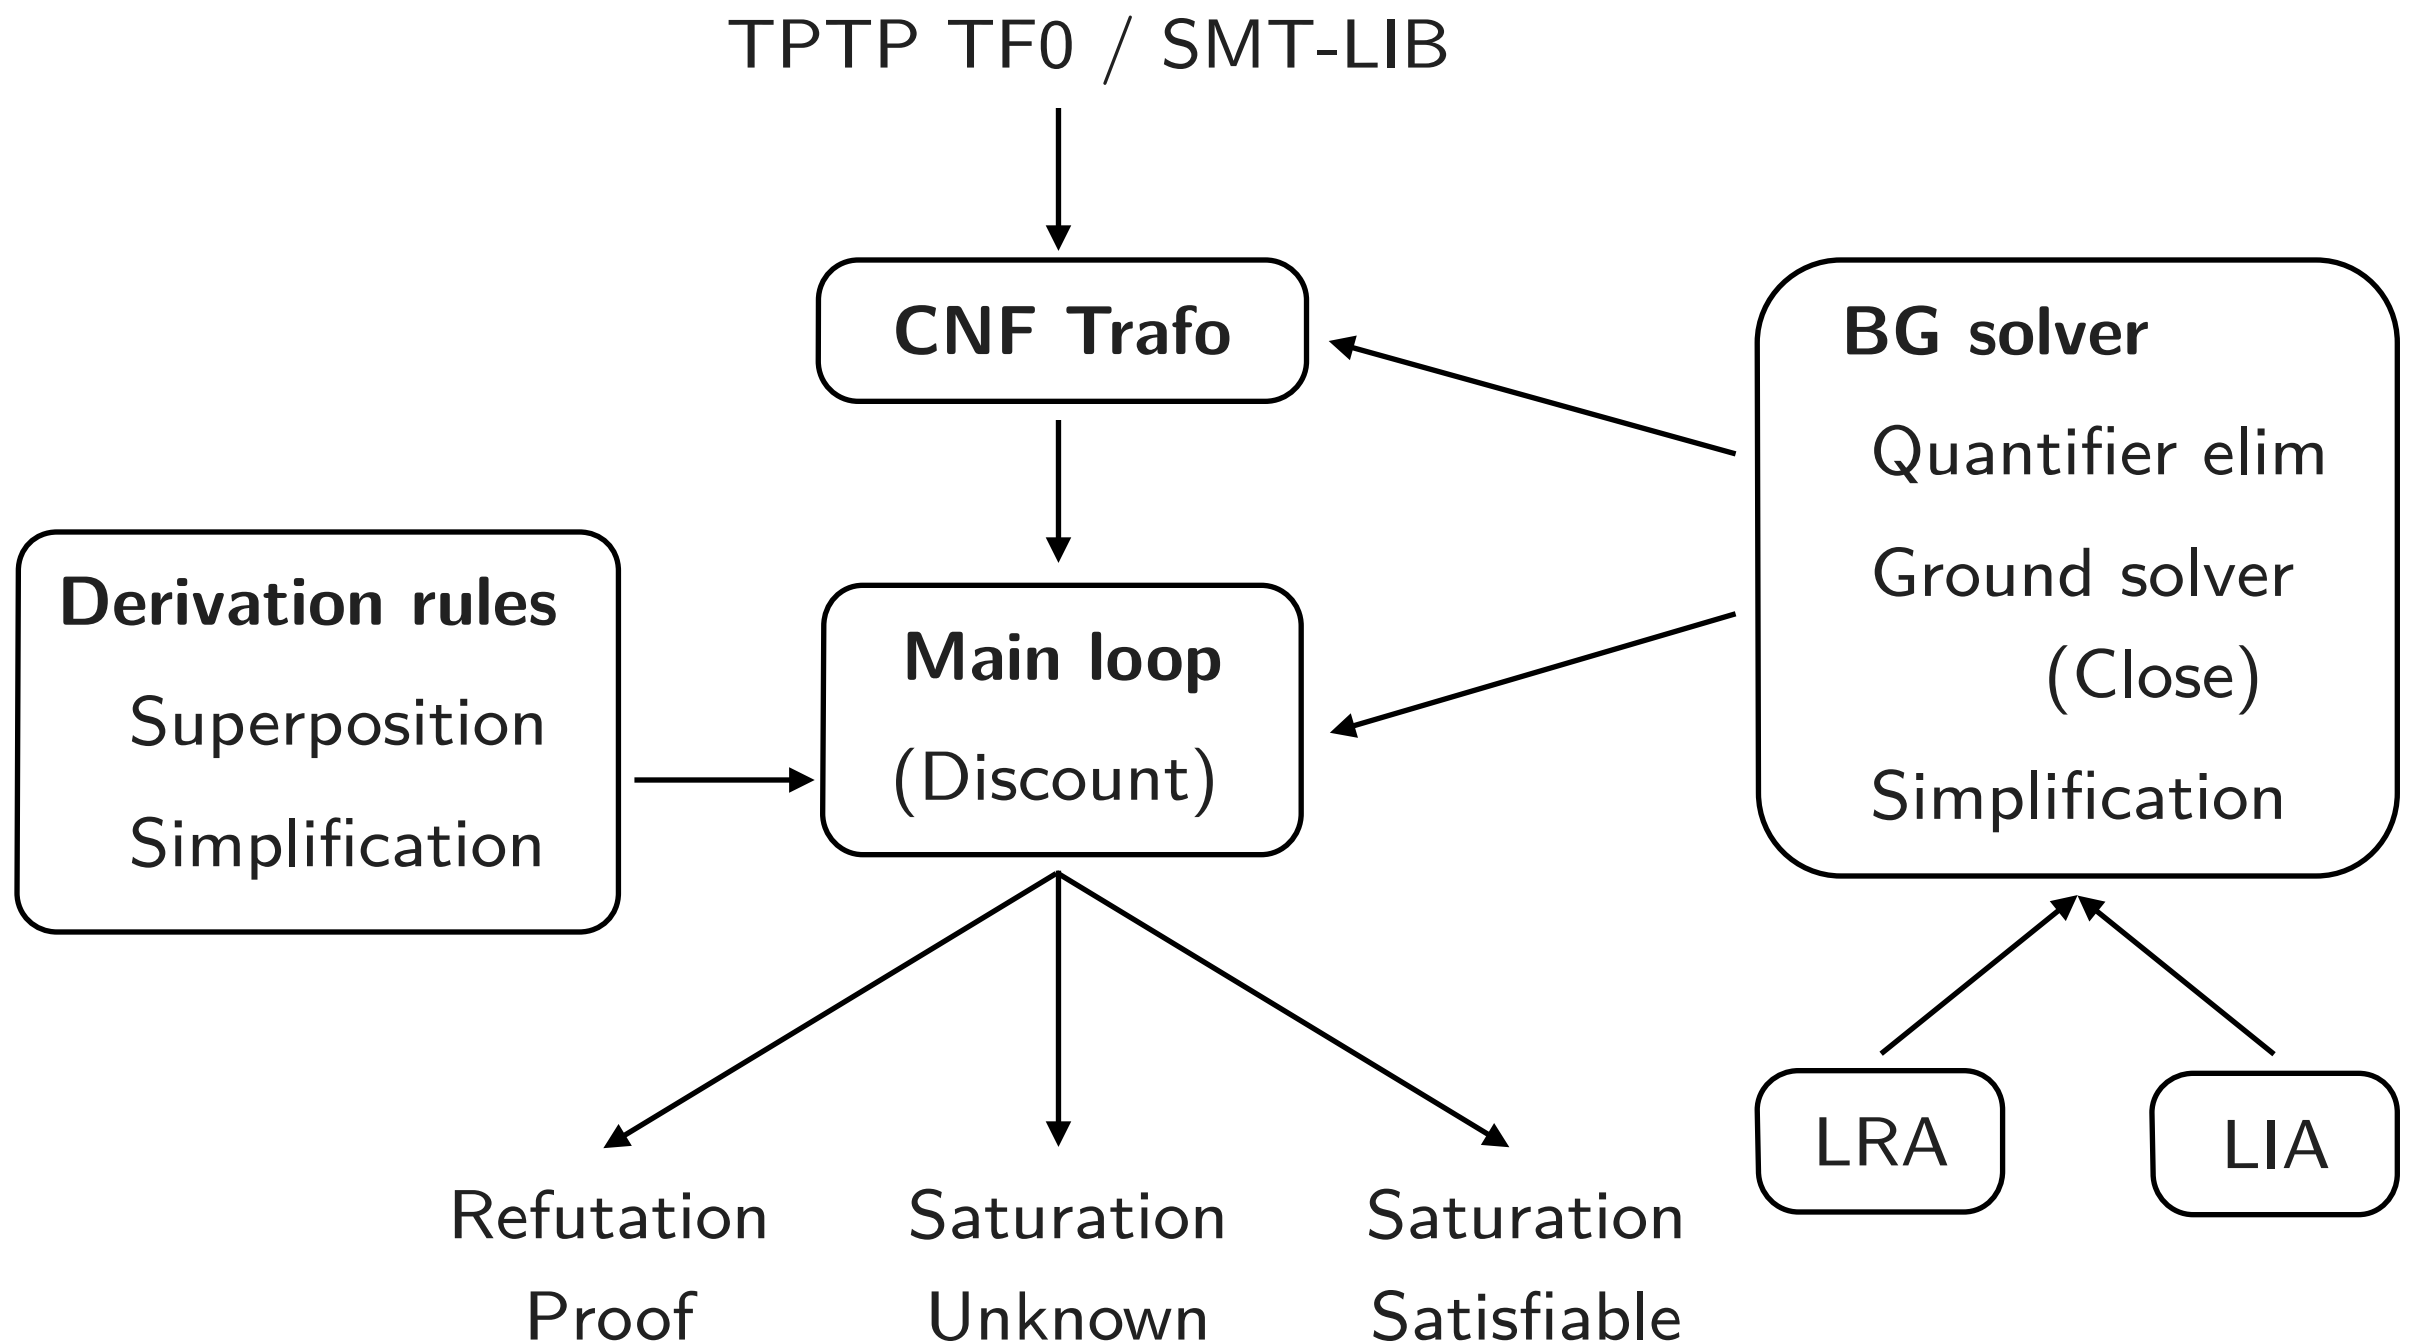 TPTP TF0 / SMT-LIB
CNF Trafo
BG solver
Quantifier elim
Ground solver
(Close)
Simplification
Derivation rules
Superposition
Simplification
Main loop
(Discount)
LRA
LIA
Refutation
Proof
Saturation
Unknown
Saturation
Satisfiable